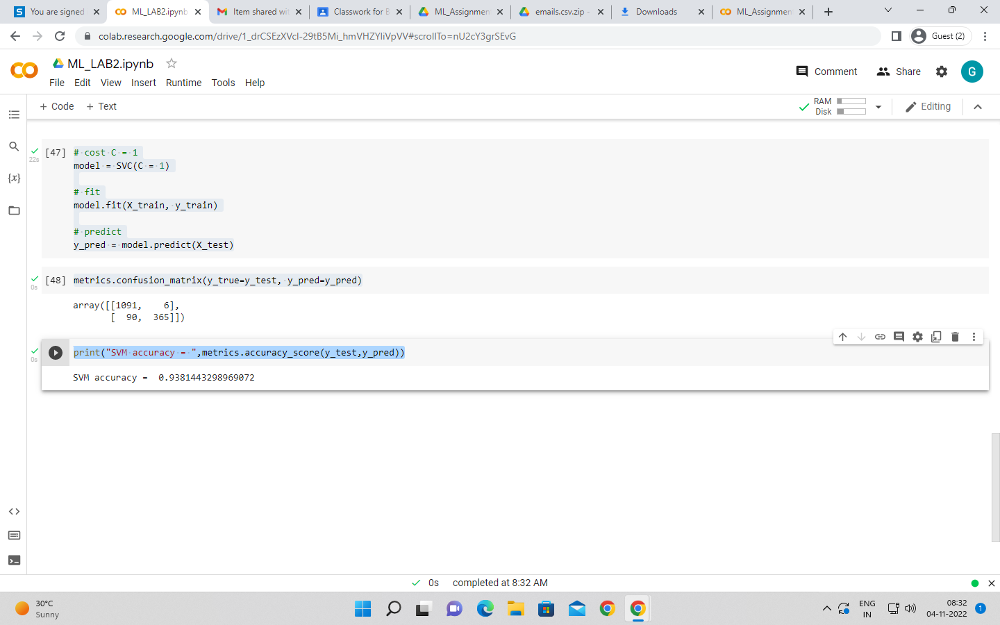 You are signed
ML_LAB2.ipynb
Item shared wit
Classwork for B
ML_Assignmen
emails.csv.zip -
Downloads
ML_Assignmen
colab.research.google.com/drive/1_drCSEzXVcI-29tB5Mi_hmVHZYIiVpVV#scrollTo=nU2cY3grSEvG
Guest (2)
ML_LAB2.ipynb
Comment
Share
G
File Edit View Insert Runtime Tools Help
+ Code + Text
RAM
Disk
Editing
[47] # cost C = 1
22s
model = SVC(C = 1)
# fit
model.fit(X_train, y_train)
# predict
y_pred = model.predict(X_test)
[48] metrics.confusion_matrix(y_true=y_test, y_pred=y_pred)
0s
array([[1091, 6],
[ 90, 365]])
print("SVM accuracy = ",metrics.accuracy_score(y_test,y_pred))
0s
SVM accuracy = 0.9381443298969072
{x}
0s completed at 8:32 AM
30°C
Sunny
ENG
IN
08:32
04-11-2022
1